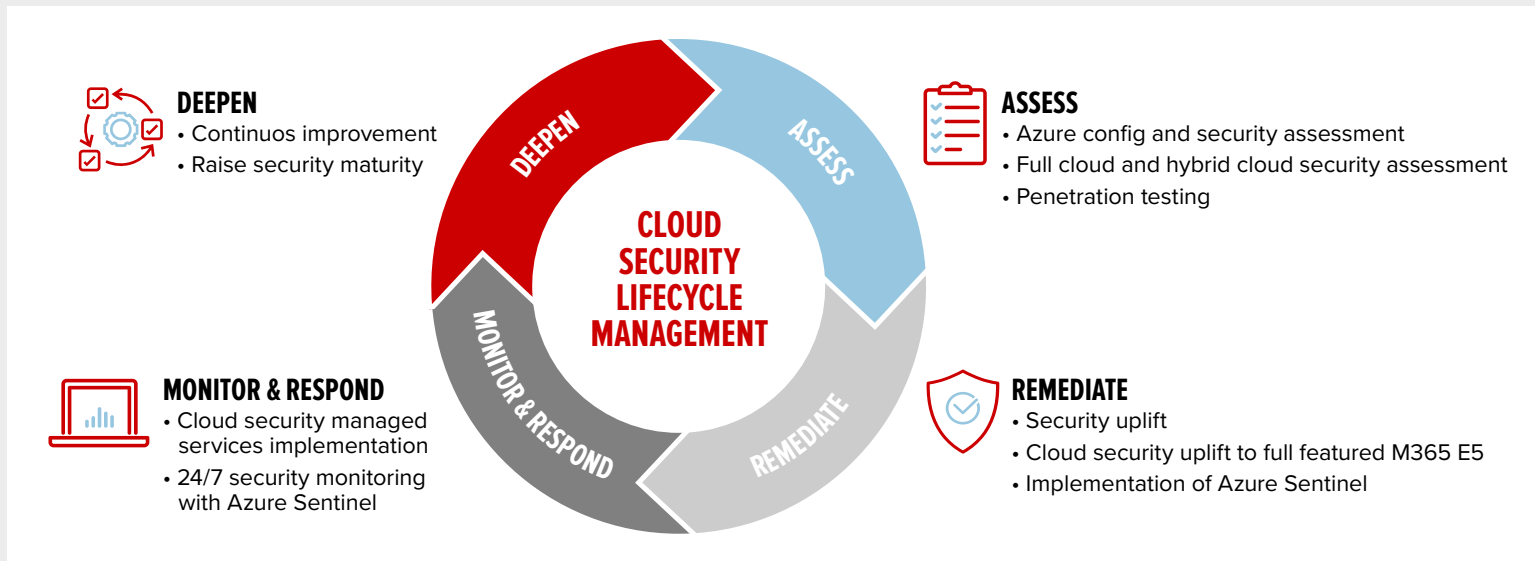 DEEPEN
• Continuos improvement
• Raise security maturity
ASSESS
• Azure config and security assessment
• Full cloud and hybrid cloud security assessment
• Penetration testing
DEEPEN
ASSESS
CLOUD
SECURITY
LIFECYCLE
MANAGEMENT
MONITOR & RESPOND
REMEDIATE
MONITOR & RESPOND
• Cloud security managed
services implementation
• 24/7 security monitoring
with Azure Sentinel
REMEDIATE
• Security uplift
• Cloud security uplift to full featured M365 E5
• Implementation of Azure Sentinel